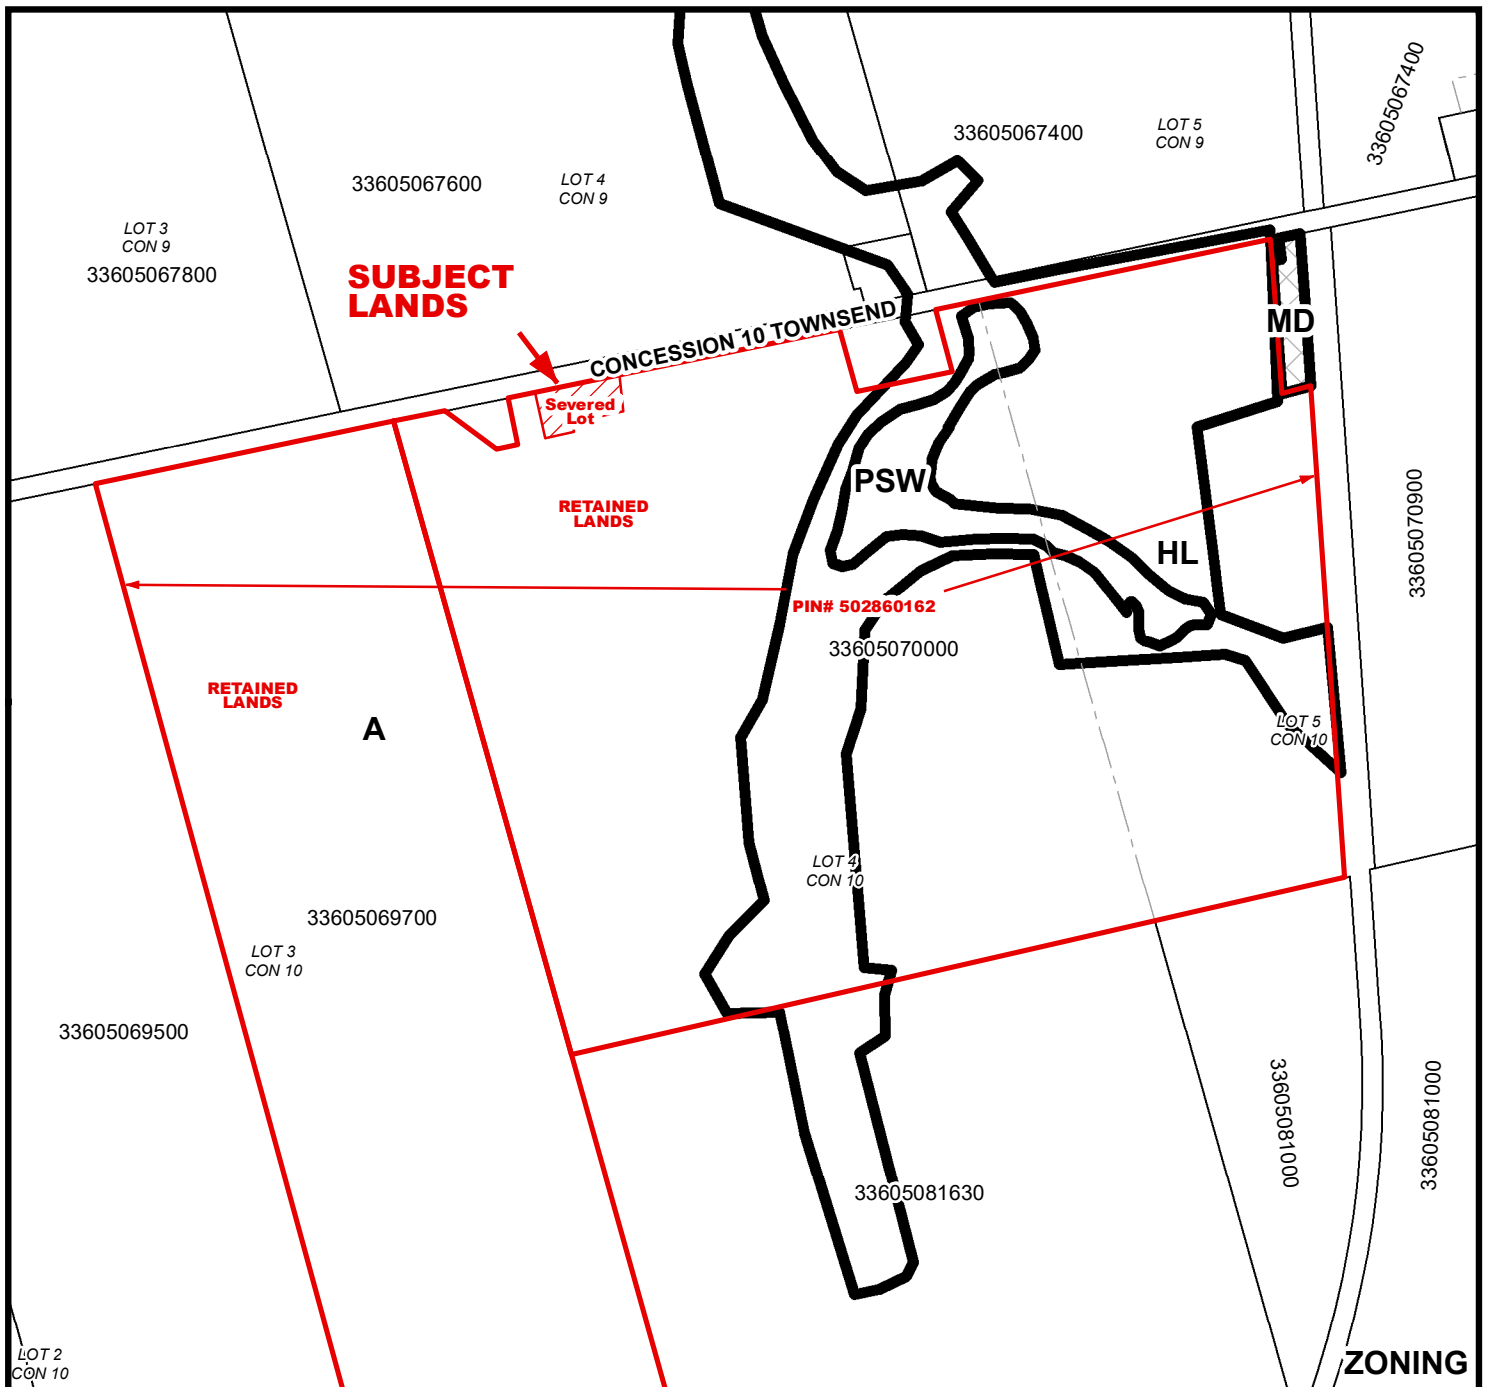 33605067400
33605067400
LOT 5
CON 9
33605067600
LOT 4
CON 9
LOT 3
CON 9
33605067800
SUBJECT
LANDS
CONCESSION 10 TOWNSEND
MD
Severed
Lot
PSW
RETAINED
LANDS
33605070900
HL
PIN# 502860162
33605070000
RETAINED
LANDS
A
LOT 5
CON 10
LOT 4
CON 10
33605069700
LOT 3
CON 10
33605069500
33605081000
33605081000
33605081630
LOT 2
CON 10
ZONING